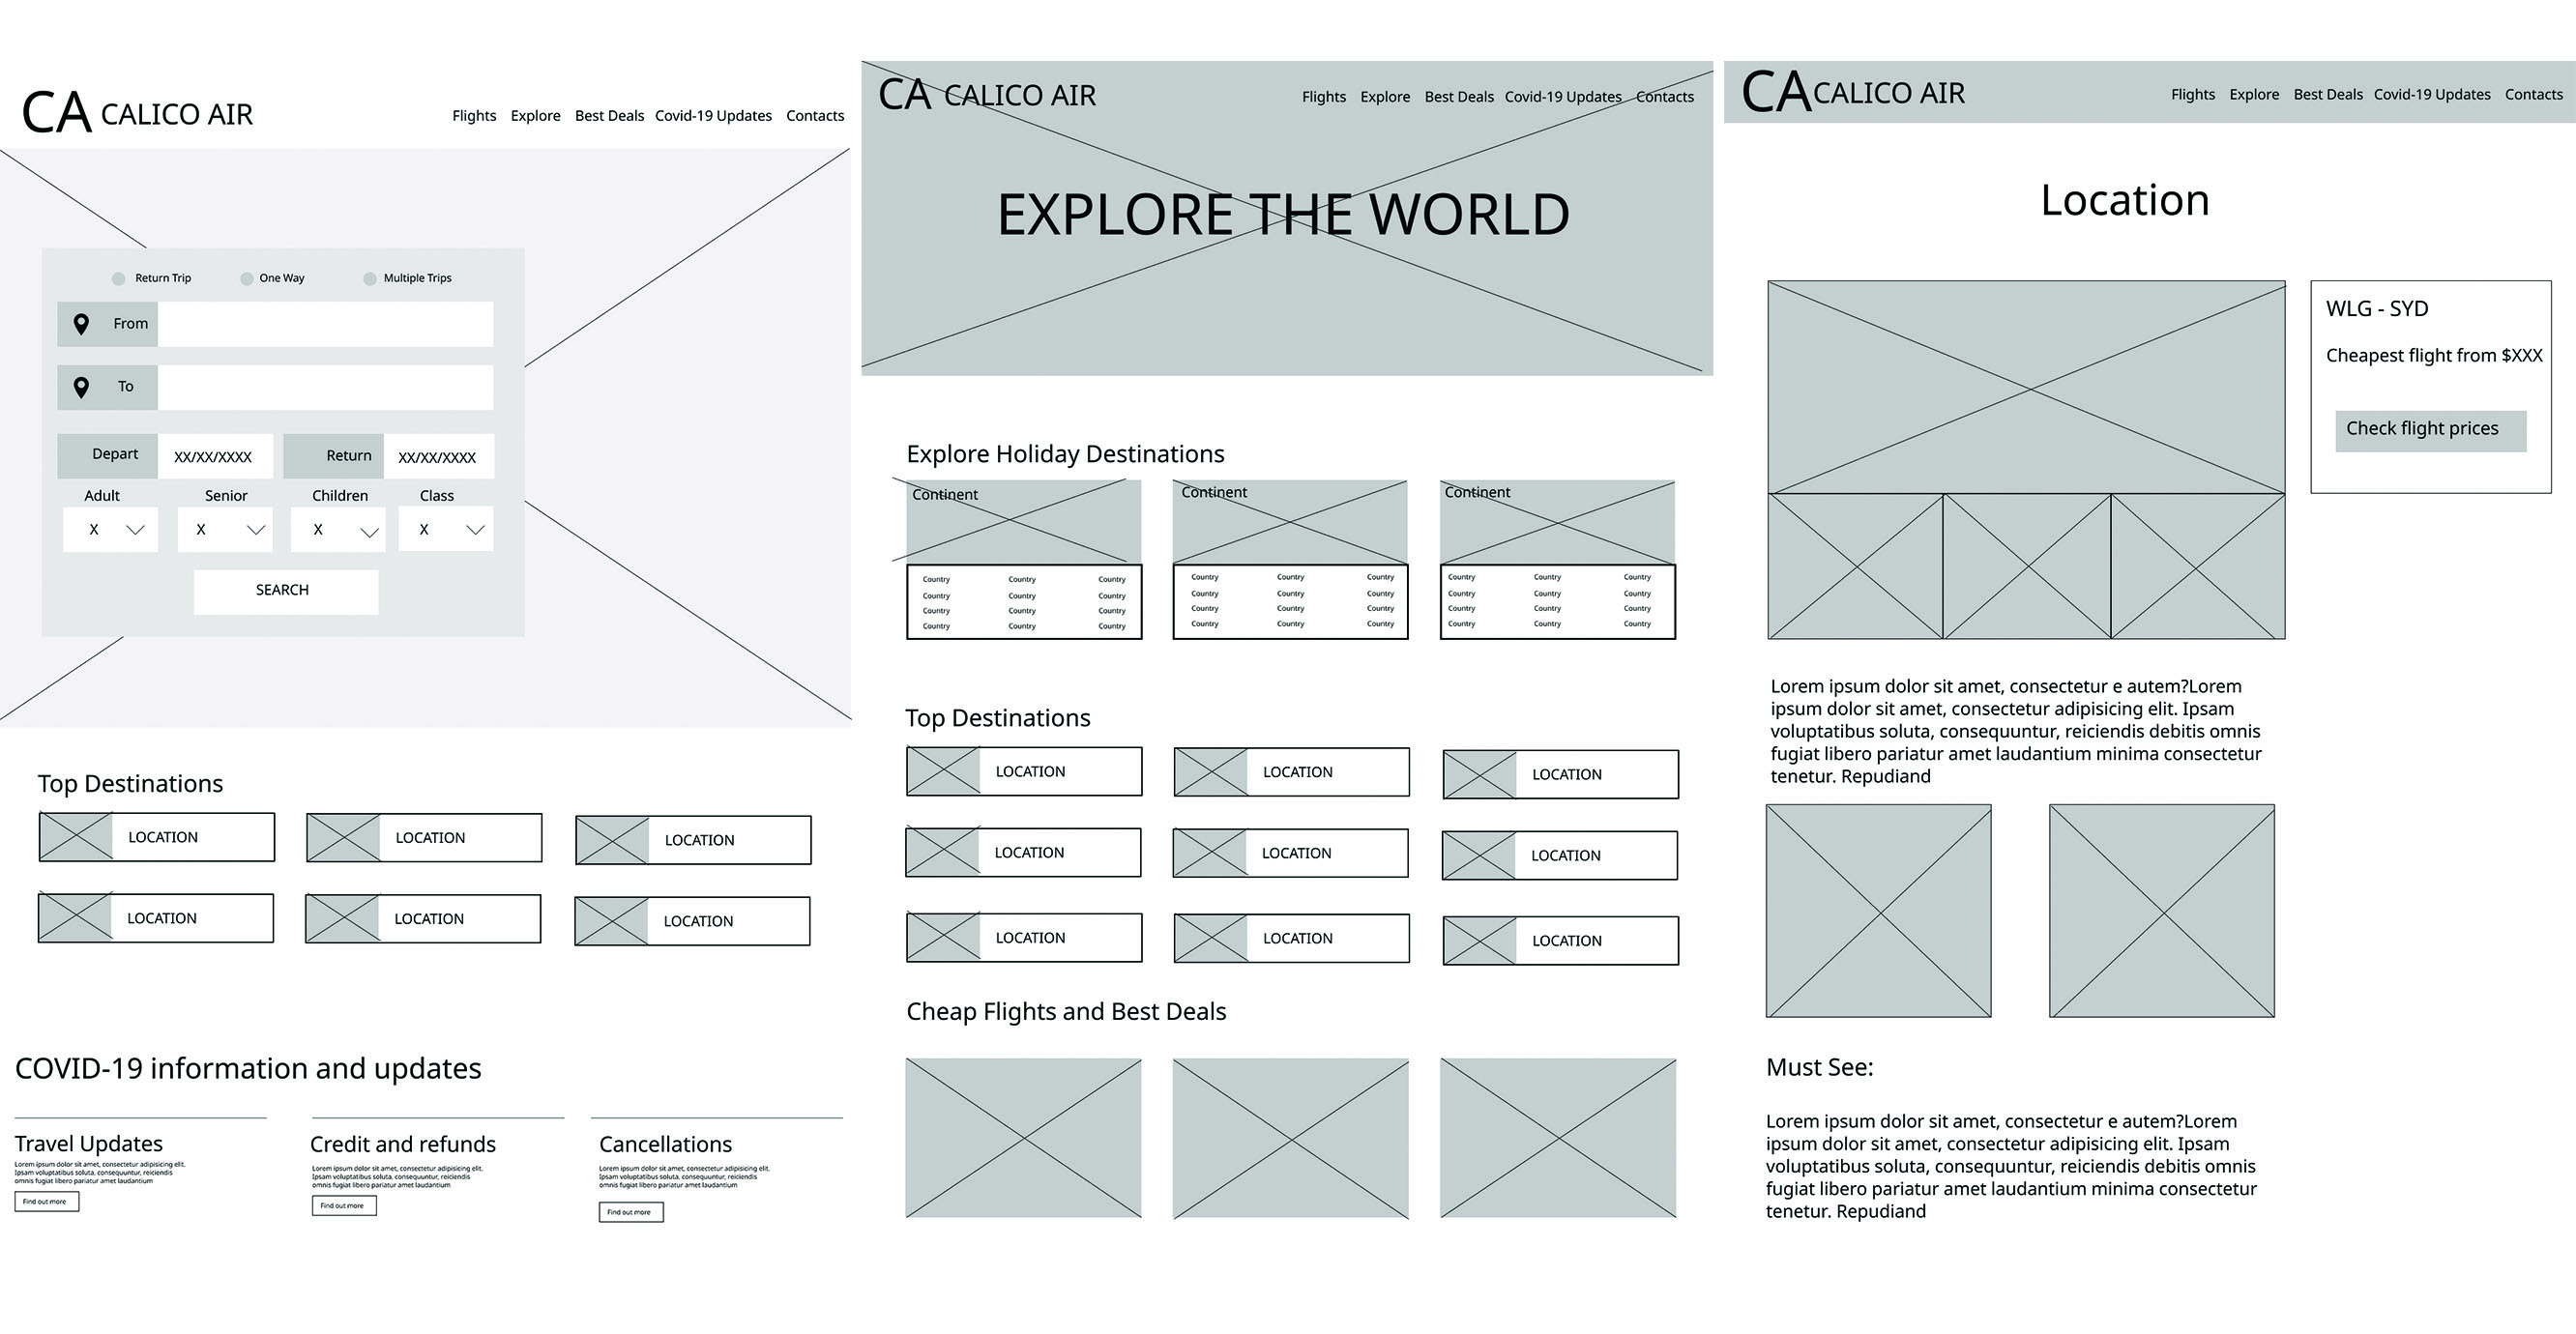 CA CALICO AIR
Flights Explore Best Deals Covid-19 Updates Contacts
Return Trip One Way Multiple Trips
From
To
Depart XX/XX/XXXX Return XX/XX/XXXX
Adult Senior Children Class
X X X X
SEARCH
Top Destinations
LOCATION LOCATION LOCATION
LOCATION LOCATION LOCATION
COVID-19 information and updates
Travel Updates
Lorem ipsum dolor sit amet, consectetur adipisicing elit.
Ipsam voluptatibus soluta, consequuntur, reiciendis
omnis fugiat libero pariatur amet laudantium
Find out more
Credit and refunds
Lorem ipsum dolor sit amet, consectetur adipisicing elit.
Ipsam voluptatibus soluta, consequuntur, reiciendis
omnis fugiat libero pariatur amet laudantium
Find out more
Cancellations
Lorem ipsum dolor sit amet, consectetur adipisicing elit.
Ipsam voluptatibus soluta, consequuntur, reiciendis
omnis fugiat libero pariatur amet laudantium
Find out more
CA CALICO AIR
Flights Explore Best Deals Covid-19 Updates Contacts
EXPLORE THE WORLD
Explore Holiday Destinations
Continent
Country Country Country
Country Country Country
Country Country Country
Country Country Country
Continent
Country Country Country
Country Country Country
Country Country Country
Country Country Country
Continent
Country Country Country
Country Country Country
Country Country Country
Country Country Country
Top Destinations
LOCATION LOCATION LOCATION
LOCATION LOCATION LOCATION
LOCATION LOCATION LOCATION
Cheap Flights and Best Deals
CA CALICO AIR
Flights Explore Best Deals Covid-19 Updates Contacts
Location
WLG - SYD
Cheapest flight from $XXX
Check flight prices
Lorem ipsum dolor sit amet, consectetur e autem?Lorem
ipsum dolor sit amet, consectetur adipisicing elit. Ipsam
voluptatibus soluta, consequuntur, reiciendis debitis omnis
fugiat libero pariatur amet laudantium minima consectetur
tenetur. Repudiand
Must See:
Lorem ipsum dolor sit amet, consectetur e autem?Lorem
ipsum dolor sit amet, consectetur adipisicing elit. Ipsam
voluptatibus soluta, consequuntur, reiciendis debitis omnis
fugiat libero pariatur amet laudantium minima consectetur
tenetur. Repudiand